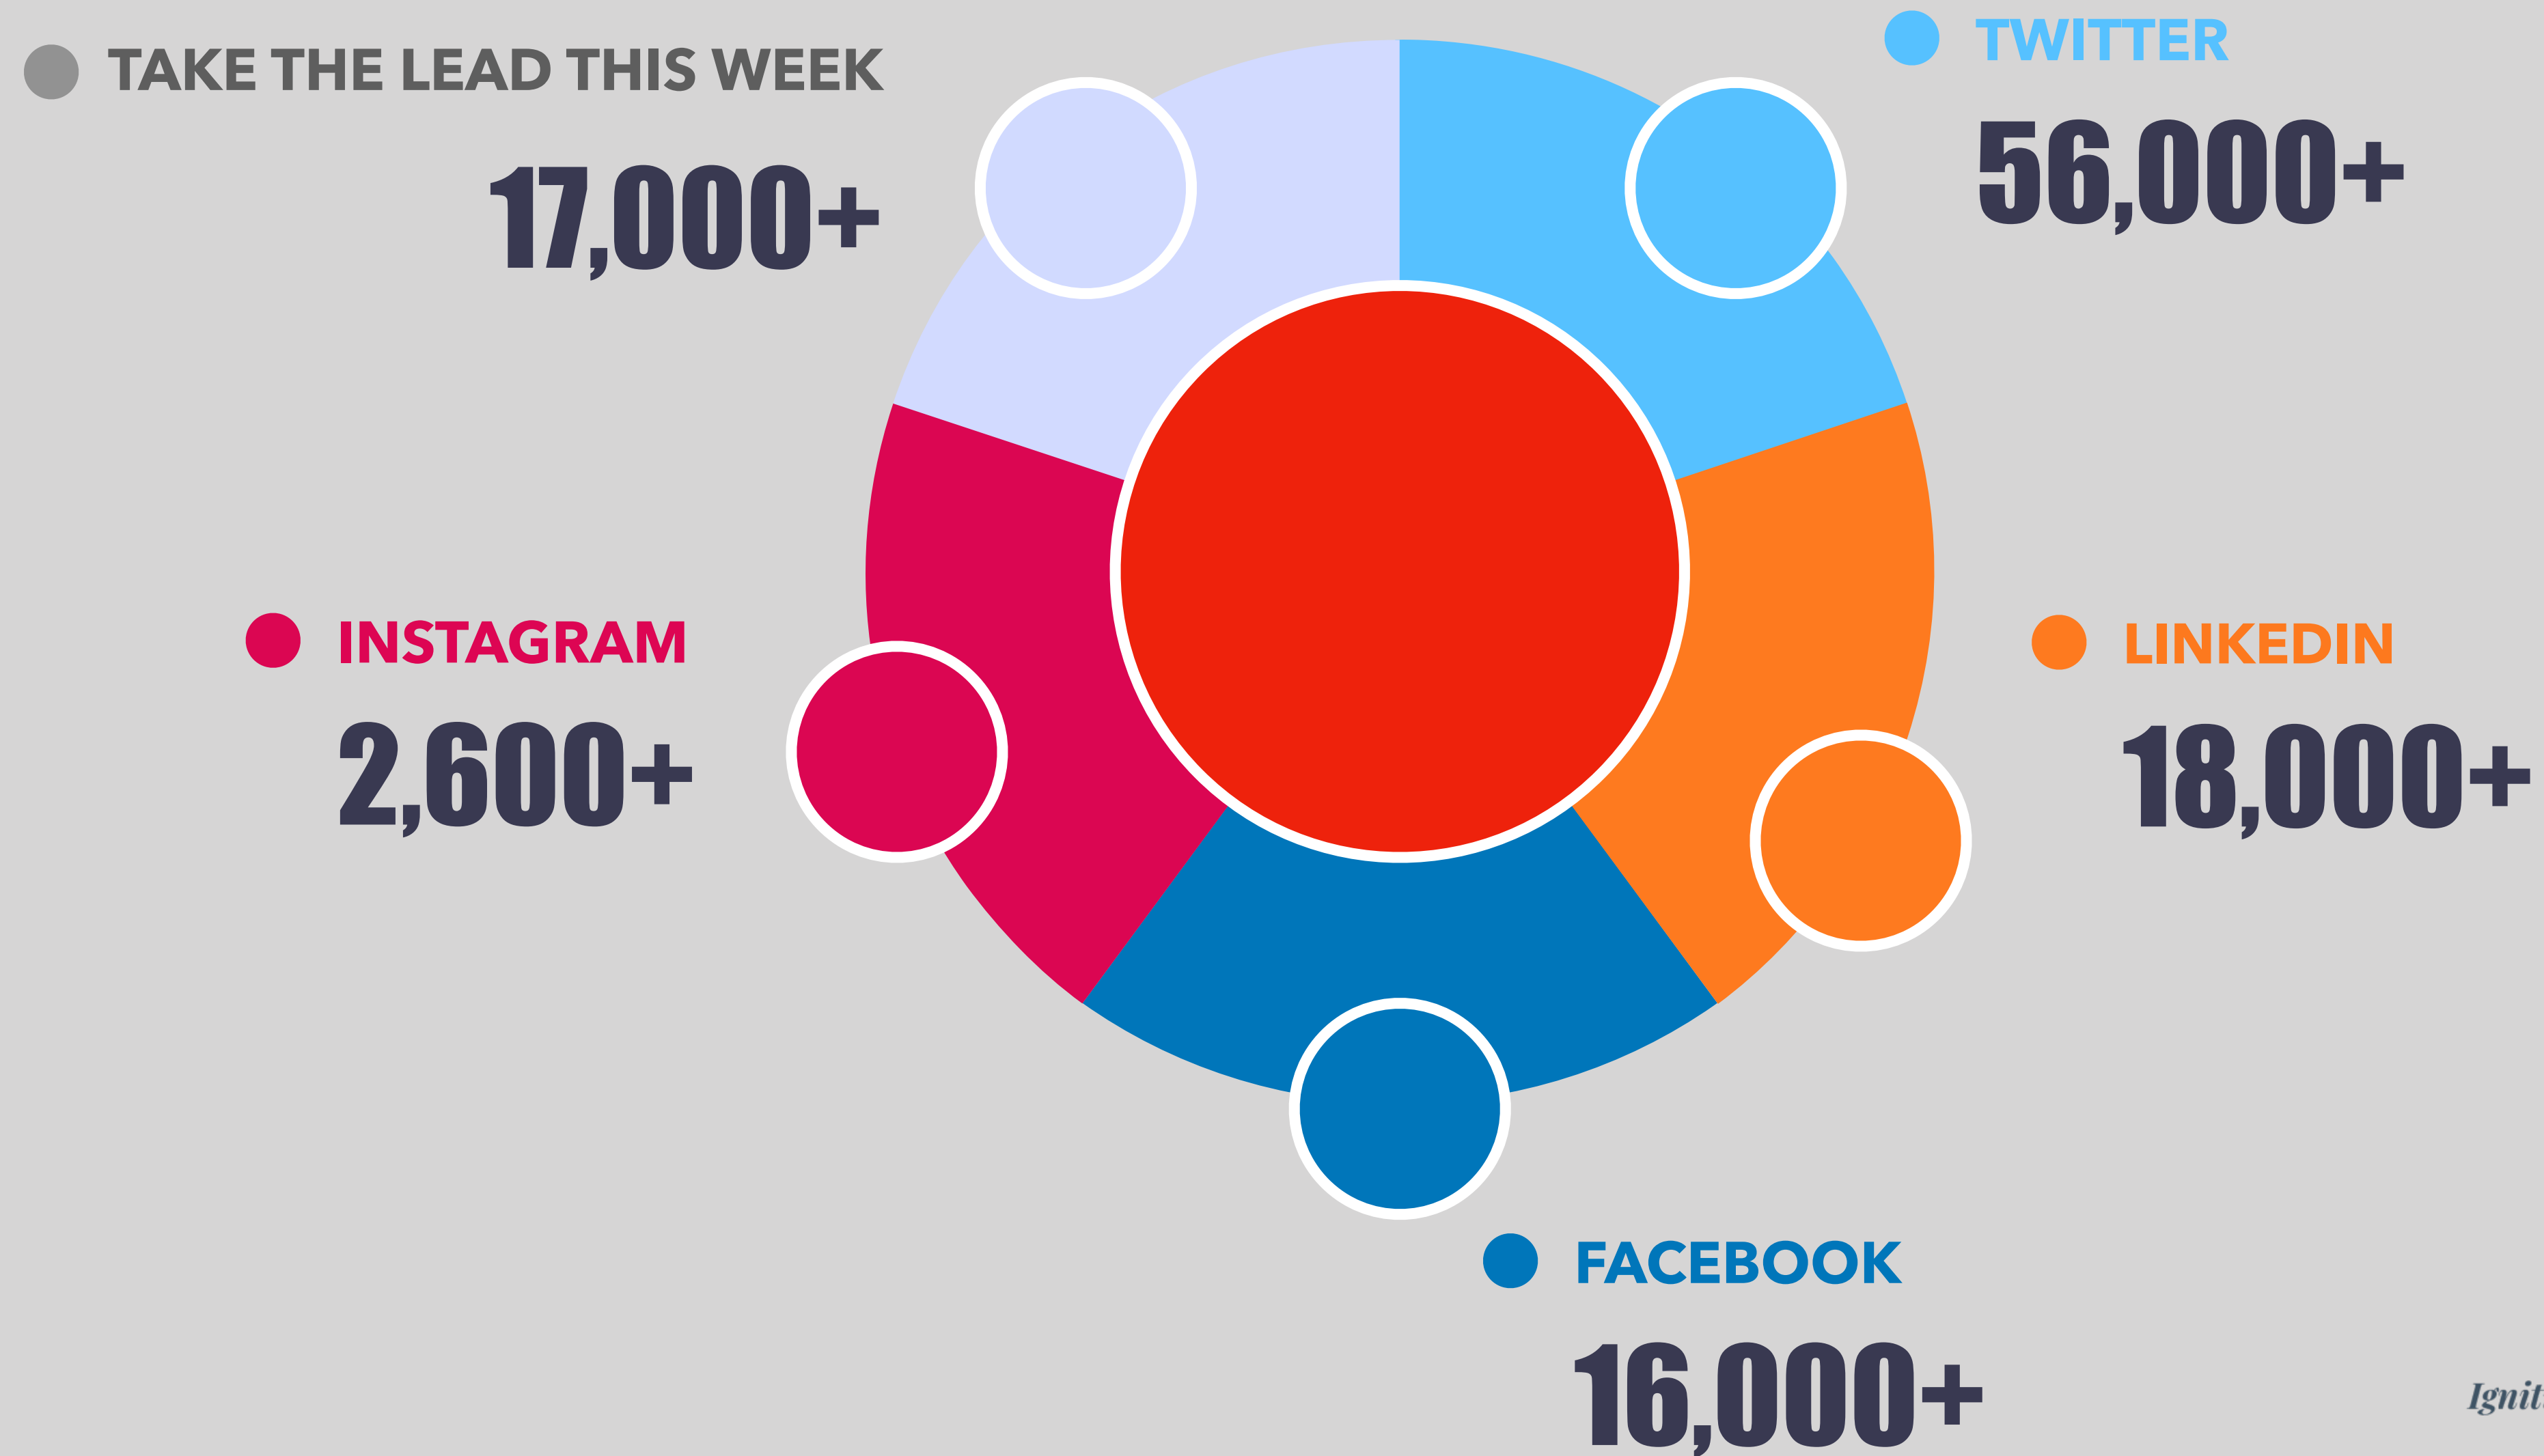 TAKE THE LEAD THIS WEEK
17,000+
TWITTER
56,000+
INSTAGRAM
2,600+
LINKEDIN
18,000+
FACEBOOK
16,000+